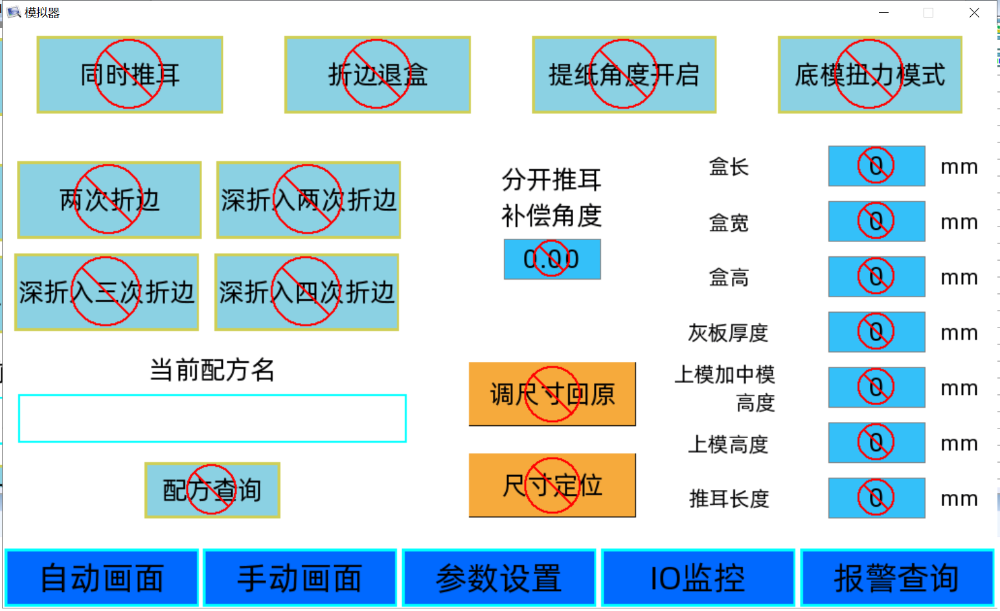 模拟器
同时推耳
折边退盒
提纸角度开启
底模扭力模式
两次折边
深折入两次折边
深折入三次折边
深折入四次折边
当前配方名
配方查询
分开推耳
补偿角度
0.00
调尺寸回原
尺寸定位
盒长 0 mm
盒宽 0 mm
盒高 0 mm
灰板厚度 0 mm
上模加中模
高度 0 mm
上模高度 0 mm
推耳长度 0 mm
自动画面
手动画面
参数设置
IO监控
报警查询